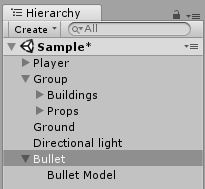 Hierarchy
Create All
Sample*
Player
Group
Buildings
Props
Ground
Directional light
Bullet
Bullet Model